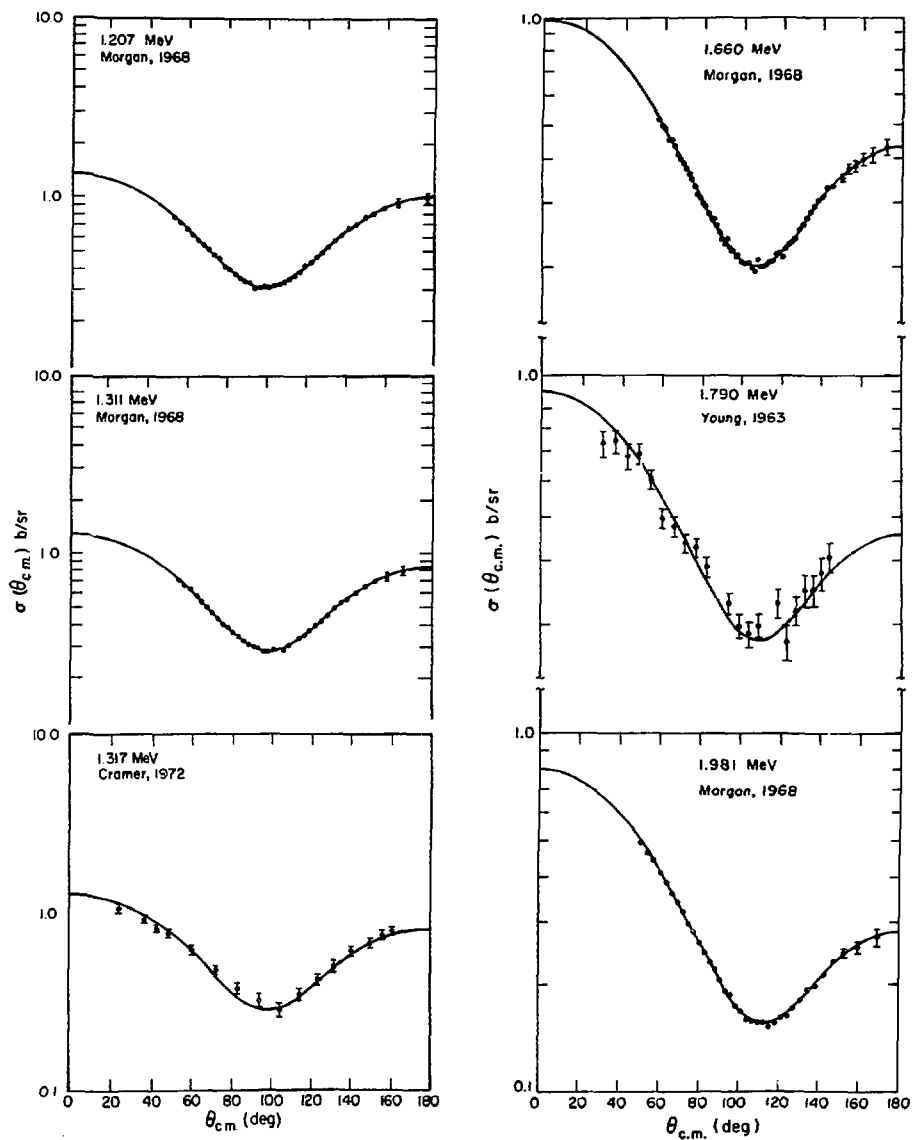 10.0
1.207 MeV
Morgan, 1968
1.0
10.0
1.311 MeV
Morgan, 1968
1.0
σ (θc.m.) b/sr
10.0
1.317 MeV
Cramer, 1972
1.0
0.1
0 20 40 60 80 100 120 140 160 180
θc.m. (deg)
1.0
1.660 MeV
Morgan, 1968
1.0
1.790 MeV
Young, 1963
σ (θc.m.) b/sr
1.0
1.981 MeV
Morgan, 1968
0.1
0 20 40 60 80 100 120 140 160 180
θc.m. (deg)